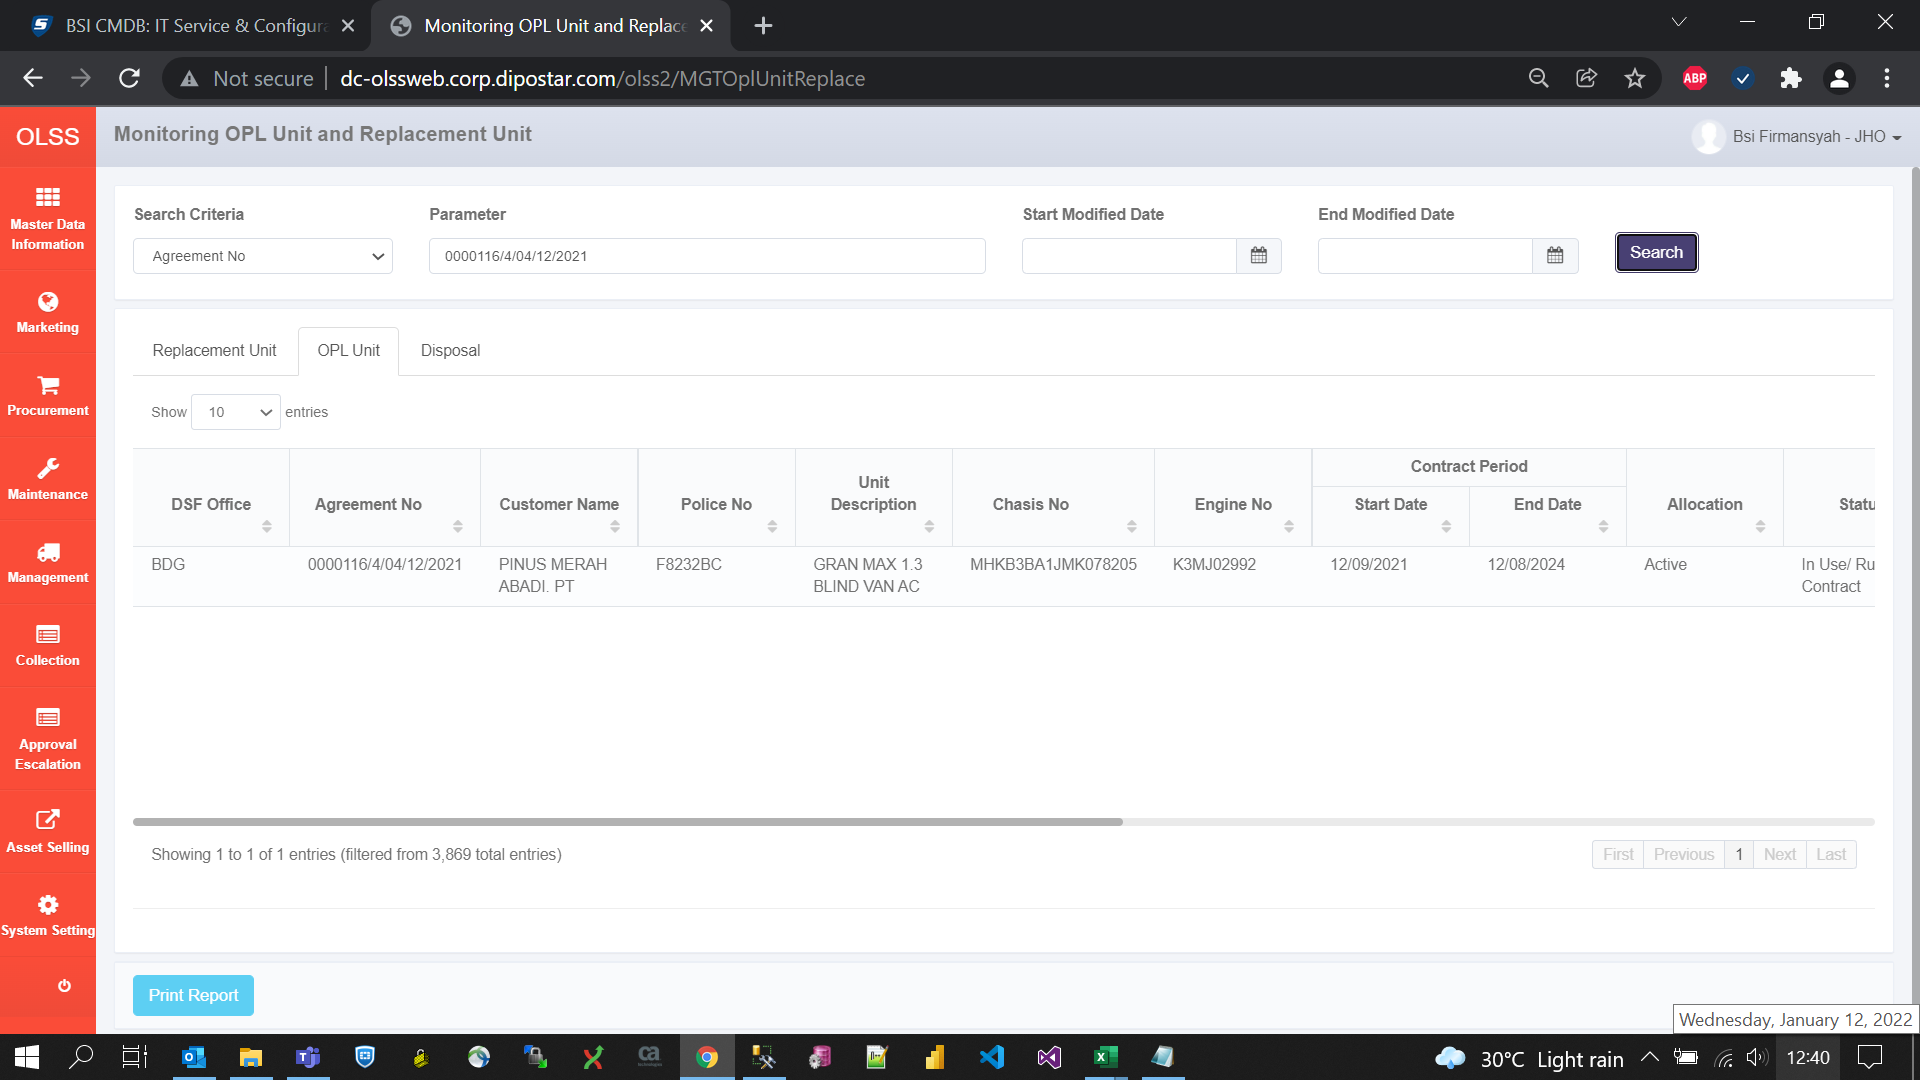 BSI CMDB: IT Service & Configura
Monitoring OPL Unit and Replace
Not secure
dc-olssweb.corp.dipostar.com/olss2/MGTOplUnitReplace
ABP
OLSS
Monitoring OPL Unit and Replacement Unit
Bsi Firmansyah - JHO
Master Data
Information
Marketing
Procurement
Maintenance
Management
Collection
Approval
Escalation
Asset Selling
System Setting
Search Criteria
Parameter
Start Modified Date
End Modified Date
Agreement No
0000116/4/04/12/2021
Search
Replacement Unit
OPL Unit
Disposal
Show 10 entries
DSF Office
Agreement No
Customer Name
Police No
Unit
Description
Chasis No
Engine No
Contract Period
Start Date
End Date
Allocation
Statu
BDG
0000116/4/04/12/2021
PINUS MERAH
ABADI. PT
F8232BC
GRAN MAX 1.3
BLIND VAN AC
MHKB3BA1JMK078205
K3MJ02992
12/09/2021
12/08/2024
Active
In Use/ Ru
Contract
Showing 1 to 1 of 1 entries (filtered from 3,869 total entries)
First Previous 1 Next Last
Print Report
Wednesday, January 12, 2022
30°C Light rain
12:40